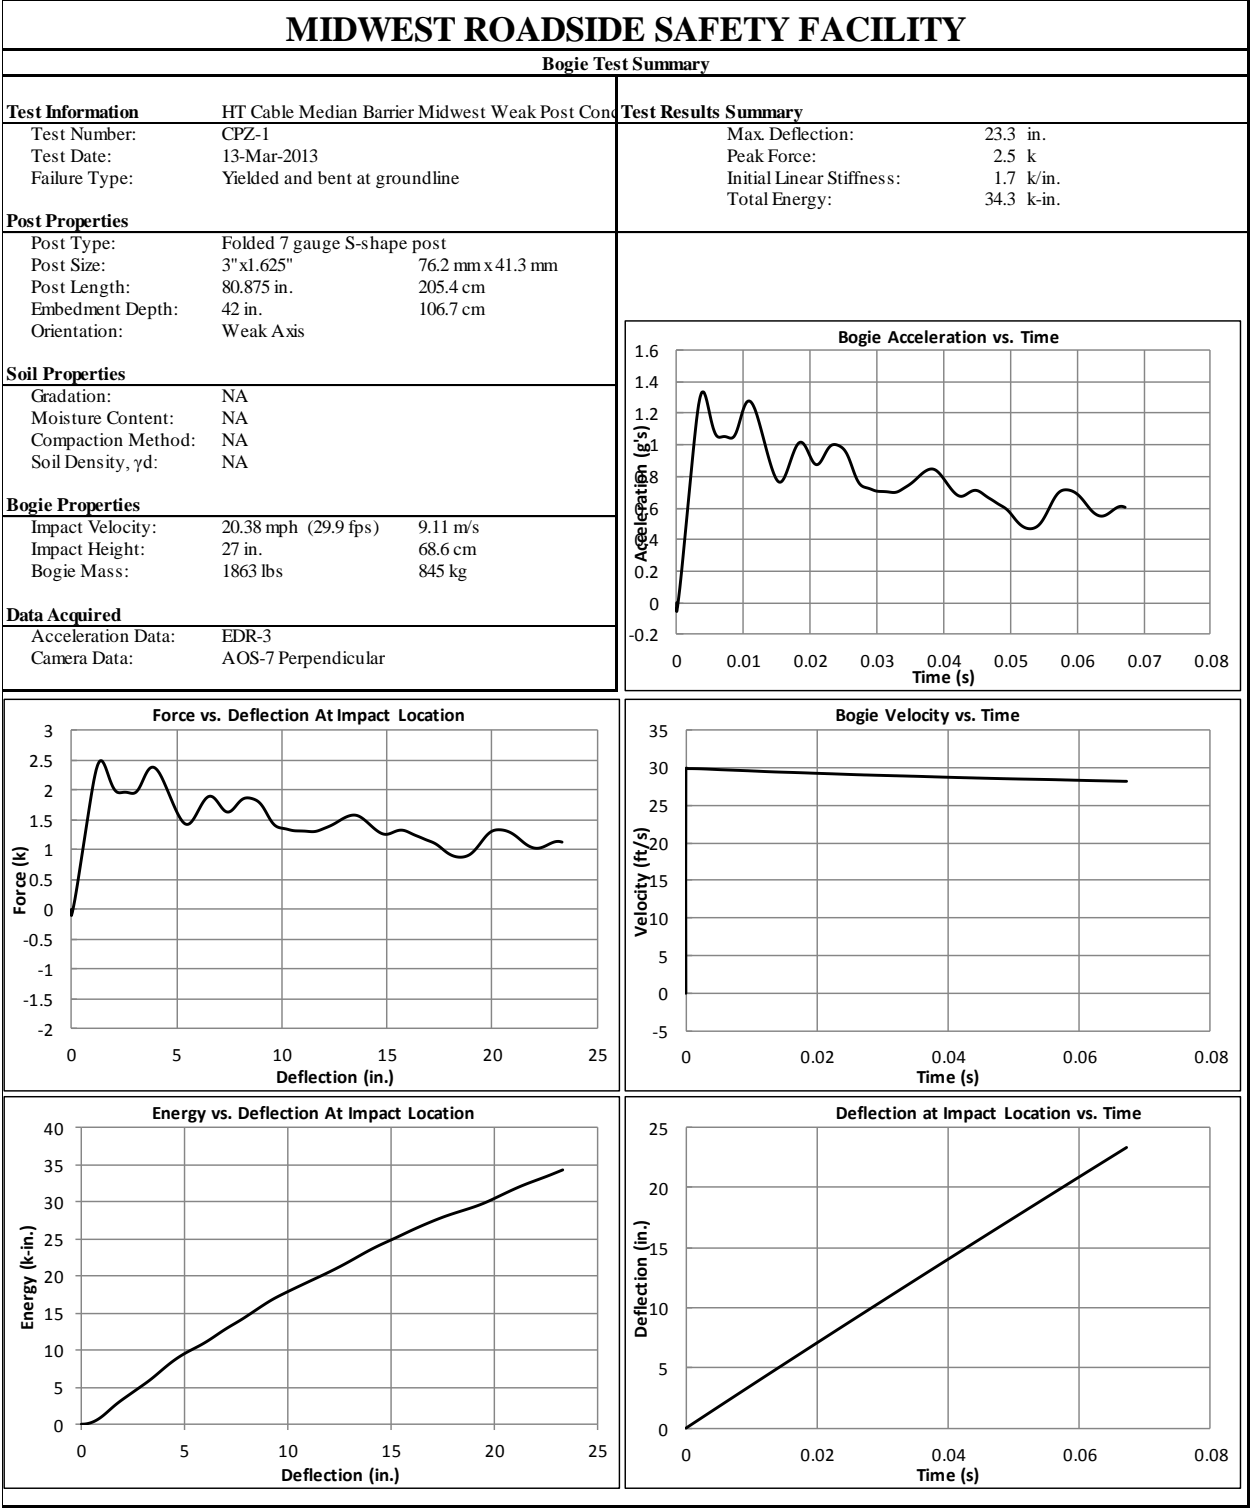 MIDWEST ROADSIDE SAFETY FACILITY
Bogie Test Summary
Test Information HT Cable Median Barrier Midwest Weak Post Conc
Test Number: CPZ-1
Test Date: 13-Mar-2013
Failure Type: Yielded and bent at groundline
Post Properties
Post Type: Folded 7 gauge S-shape post
Post Size: 3"x1.625" 76.2 mm x 41.3 mm
Post Length: 80.875 in. 205.4 cm
Embedment Depth: 42 in. 106.7 cm
Orientation: Weak Axis
Soil Properties
Gradation: NA
Moisture Content: NA
Compaction Method: NA
Soil Density, γd: NA
Bogie Properties
Impact Velocity: 20.38 mph (29.9 fps) 9.11 m/s
Impact Height: 27 in. 68.6 cm
Bogie Mass: 1863 lbs 845 kg
Data Acquired
Acceleration Data: EDR-3
Camera Data: AOS-7 Perpendicular
Test Results Summary
Max. Deflection: 23.3 in.
Peak Force: 2.5 k
Initial Linear Stiffness: 1.7 k/in.
Total Energy: 34.3 k-in.
Bogie Acceleration vs. Time
Acceleration (g's)
1.6
1.4
1.2
1
0.8
0.6
0.4
0.2
0
-0.2
0 0.01 0.02 0.03 0.04 0.05 0.06 0.07 0.08
Time (s)
Force vs. Deflection At Impact Location
Force (k)
3
2.5
2
1.5
1
0.5
0
-0.5
-1
-1.5
-2
0 5 10 15 20 25
Deflection (in.)
Bogie Velocity vs. Time
Velocity (ft/s)
35
30
25
20
15
10
5
0
-5
0 0.02 0.04 0.06 0.08
Time (s)
Energy vs. Deflection At Impact Location
Energy (k-in.)
40
35
30
25
20
15
10
5
0
0 5 10 15 20 25
Deflection (in.)
Deflection at Impact Location vs. Time
Deflection (in.)
25
20
15
10
5
0
0 0.02 0.04 0.06 0.08
Time (s)